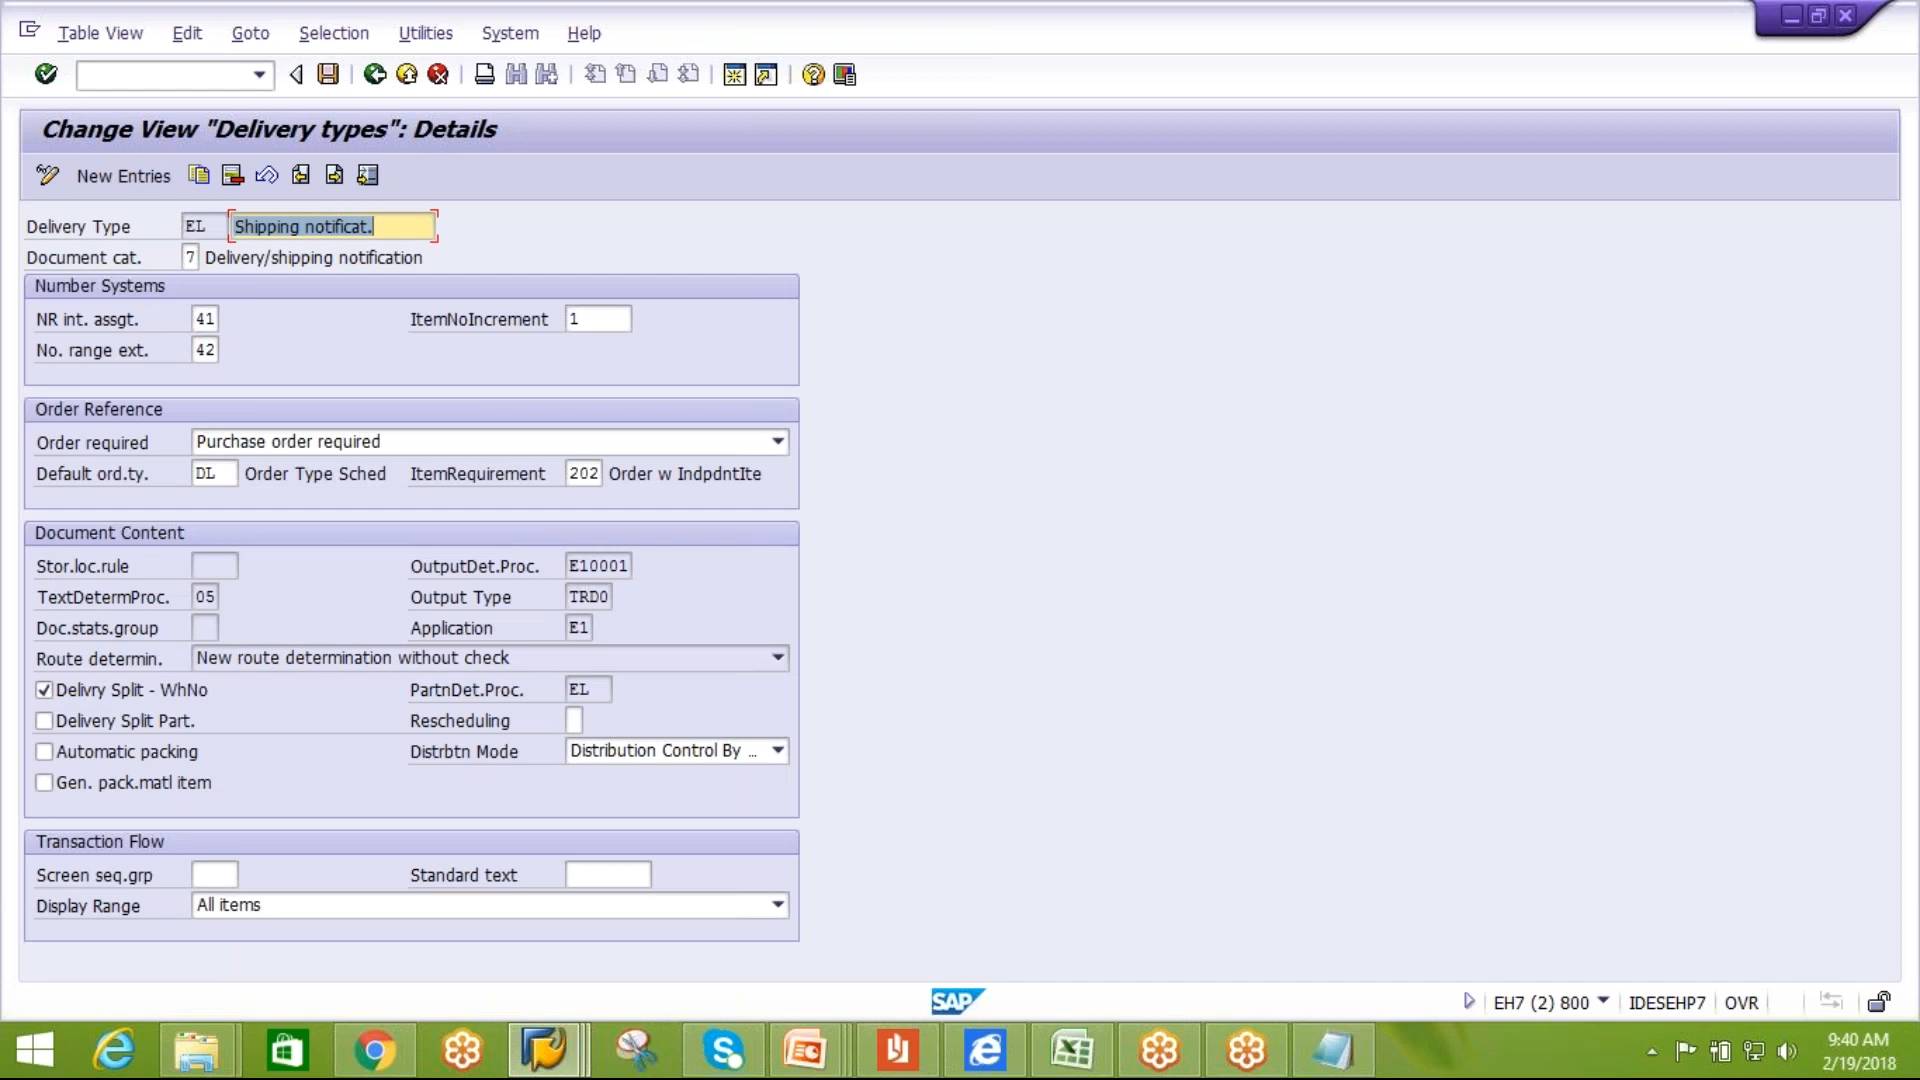 Table View Edit Goto Selection Utilities System Help
Change View "Delivery types": Details
New Entries
Delivery Type EL Shipping notificat.
Document cat. 7 Delivery/shipping notification
Number Systems
NR int. assgt. 41 ItemNoIncrement 1
No. range ext. 42
Order Reference
Order required Purchase order required
Default ord.ty. DL Order Type Sched ItemRequirement 202 Order w IndpdntIte
Document Content
Stor.loc.rule OutputDet.Proc. E10001
TextDetermProc. 05 Output Type TRD0
Doc.stats.group Application E1
Route determin. New route determination without check
Delivry Split - WhNo PartnDet.Proc. EL
Delivery Split Part. Rescheduling
Automatic packing Distrbtn Mode Distribution Control By ...
Gen. pack.matl item
Transaction Flow
Screen seq.grp Standard text
Display Range All items
SAP EH7 (2) 800 IDESEHP7 OVR
9:40 AM
2/19/2018